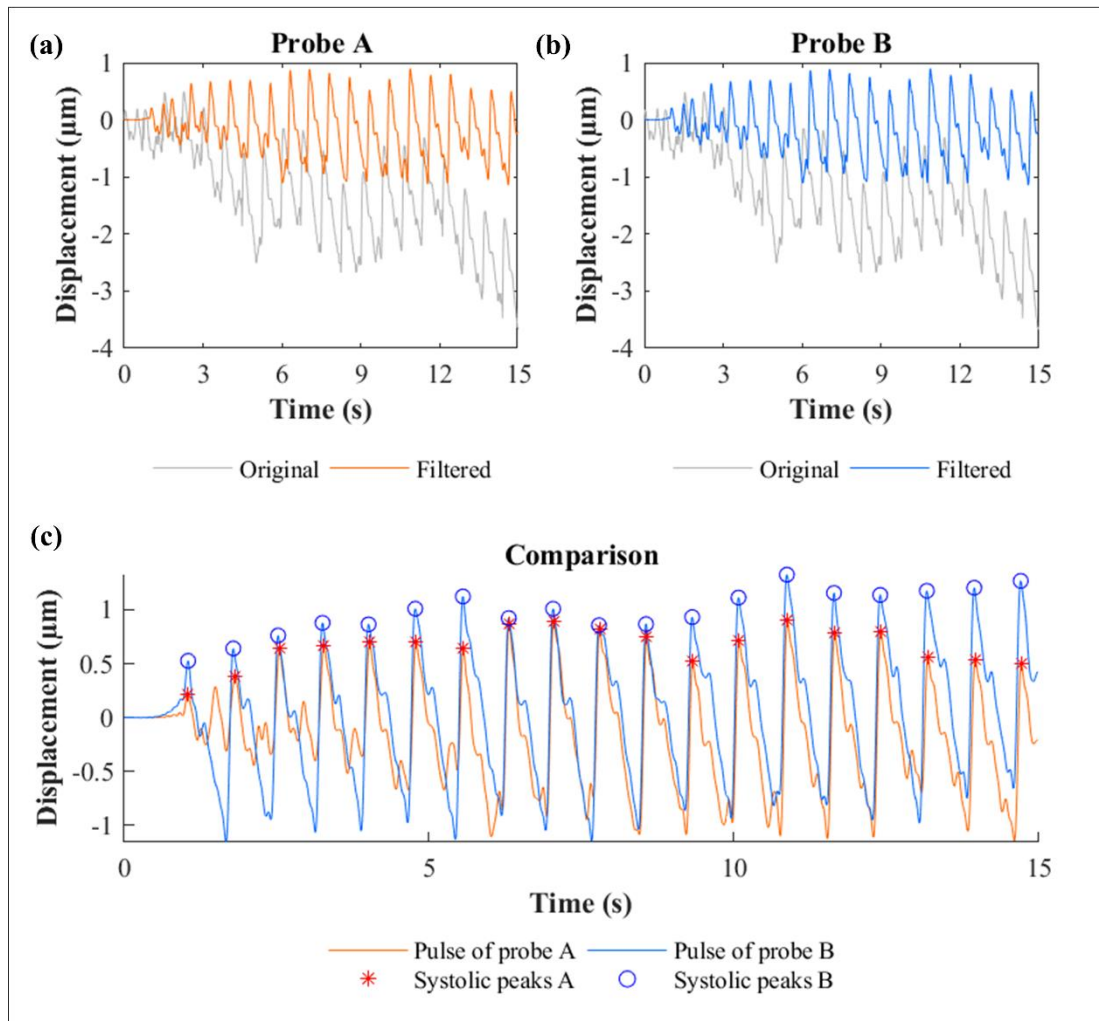 (a)
Probe A
Displacement (μm)
1
0
-1
-2
-3
-4
0 3 6 9 12 15
Time (s)
Original Filtered
(b)
Probe B
Displacement (μm)
1
0
-1
-2
-3
-4
0 3 6 9 12 15
Time (s)
Original Filtered
(c)
Comparison
Displacement (μm)
1
0.5
0
-0.5
-1
0 5 10 15
Time (s)
Pulse of probe A Pulse of probe B
Systolic peaks A Systolic peaks B